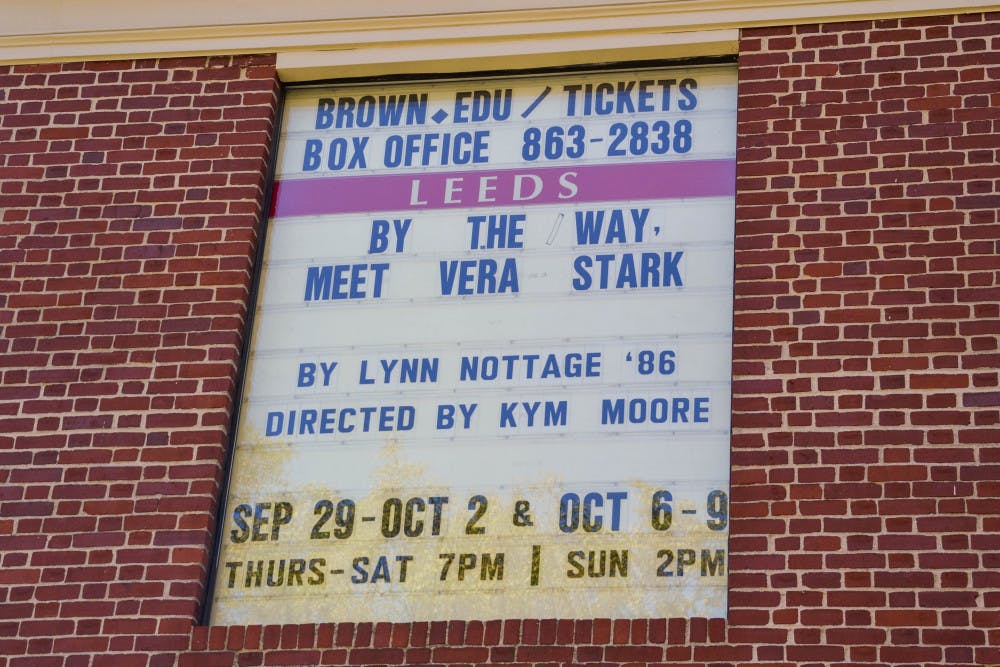 BROWN.EDU/TICKETS
BOX OFFICE 863-2838
LEEDS
BY THE WAY,
MEET VERA STARK
BY LYNN NOTTAGE ‘86
DIRECTED BY KYM MOORE
SEP 29-OCT 2 & OCT 6-9
THURS-SAT 7PM | SUN 2PM